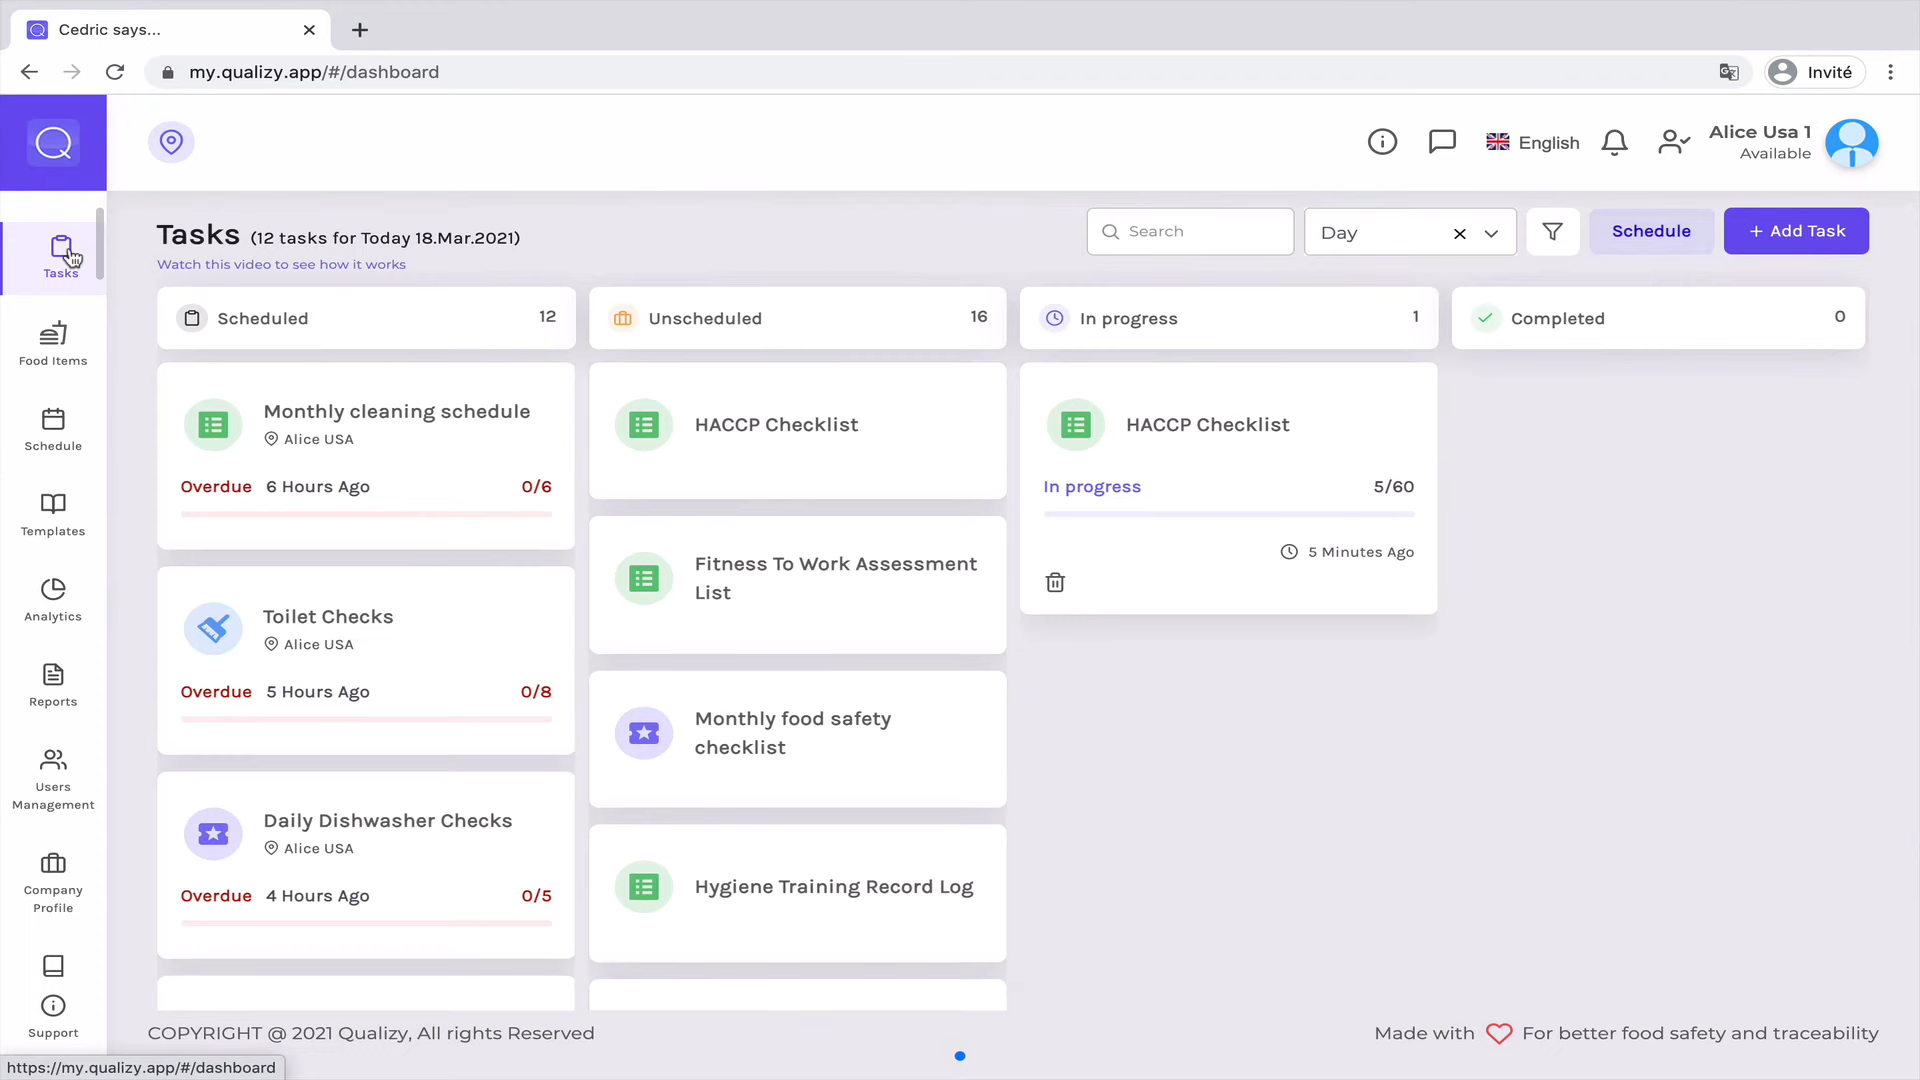 Cedric says...
my.qualizy.app/#/dashboard
Invité
English
Alice Usa 1
Available
Tasks
Food Items
Schedule
Templates
Analytics
Reports
Users
Management
Company
Profile
Support
Tasks (12 tasks for Today 18.Mar.2021)
Watch this video to see how it works
Search
Day
Schedule
+ Add Task
Scheduled 12
Monthly cleaning schedule
Alice USA
Overdue 6 Hours Ago 0/6
Toilet Checks
Alice USA
Overdue 5 Hours Ago 0/8
Daily Dishwasher Checks
Alice USA
Overdue 4 Hours Ago 0/5
Unscheduled 16
HACCP Checklist
Fitness To Work Assessment
List
Monthly food safety
checklist
Hygiene Training Record Log
In progress 1
HACCP Checklist
In progress 5/60
5 Minutes Ago
Completed 0
COPYRIGHT @ 2021 Qualizy, All rights Reserved
Made with For better food safety and traceability
https://my.qualizy.app/#/dashboard